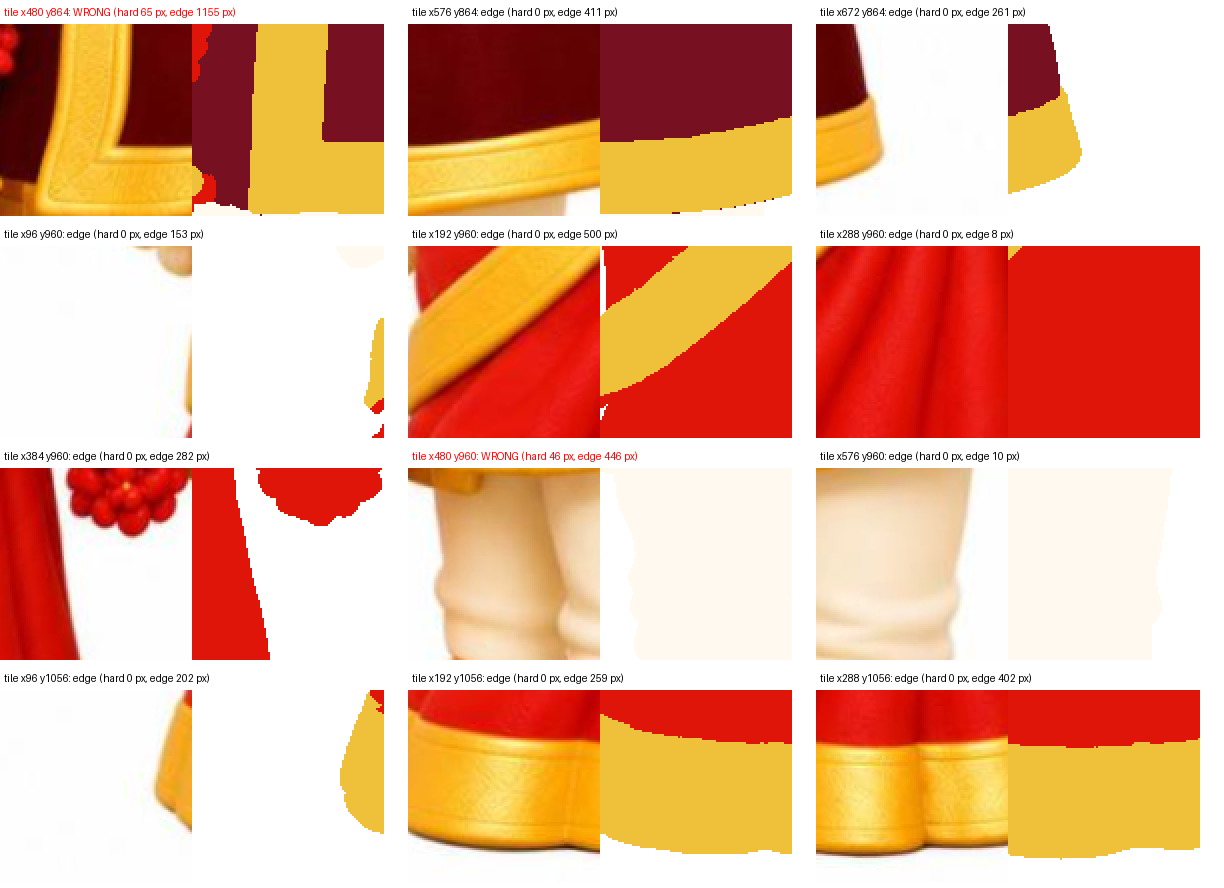 tile x480 y864: WRONG (hard 65 px, edge 1155 px)
tile x576 y864: edge (hard 0 px, edge 411 px)
tile x672 y864: edge (hard 0 px, edge 261 px)
tile x96 y960: edge (hard 0 px, edge 153 px)
tile x192 y960: edge (hard 0 px, edge 500 px)
tile x288 y960: edge (hard 0 px, edge 8 px)
tile x384 y960: edge (hard 0 px, edge 282 px)
tile x480 y960: WRONG (hard 46 px, edge 446 px)
tile x576 y960: edge (hard 0 px, edge 10 px)
tile x96 y1056: edge (hard 0 px, edge 202 px)
tile x192 y1056: edge (hard 0 px, edge 259 px)
tile x288 y1056: edge (hard 0 px, edge 402 px)